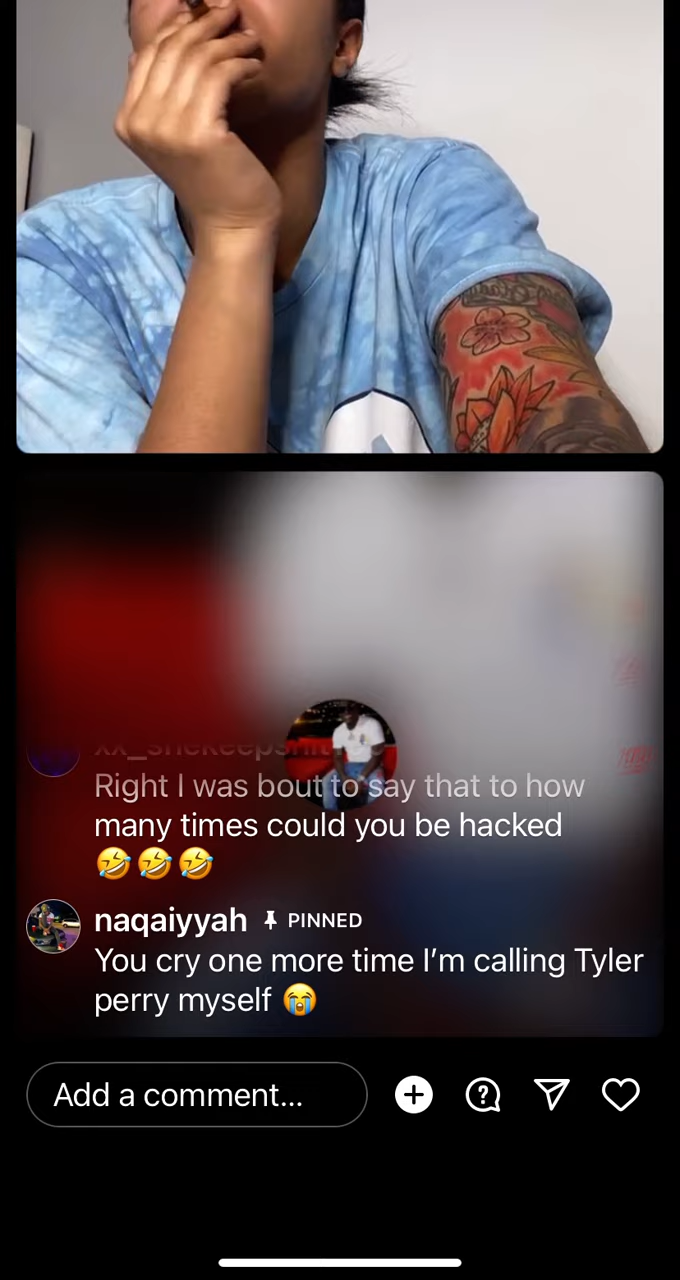 Right I was bout to say that to how
many times could you be hacked
🤣🤣🤣
naqaiyyah PINNED
You cry one more time I’m calling Tyler
perry myself 😭
Add a comment...